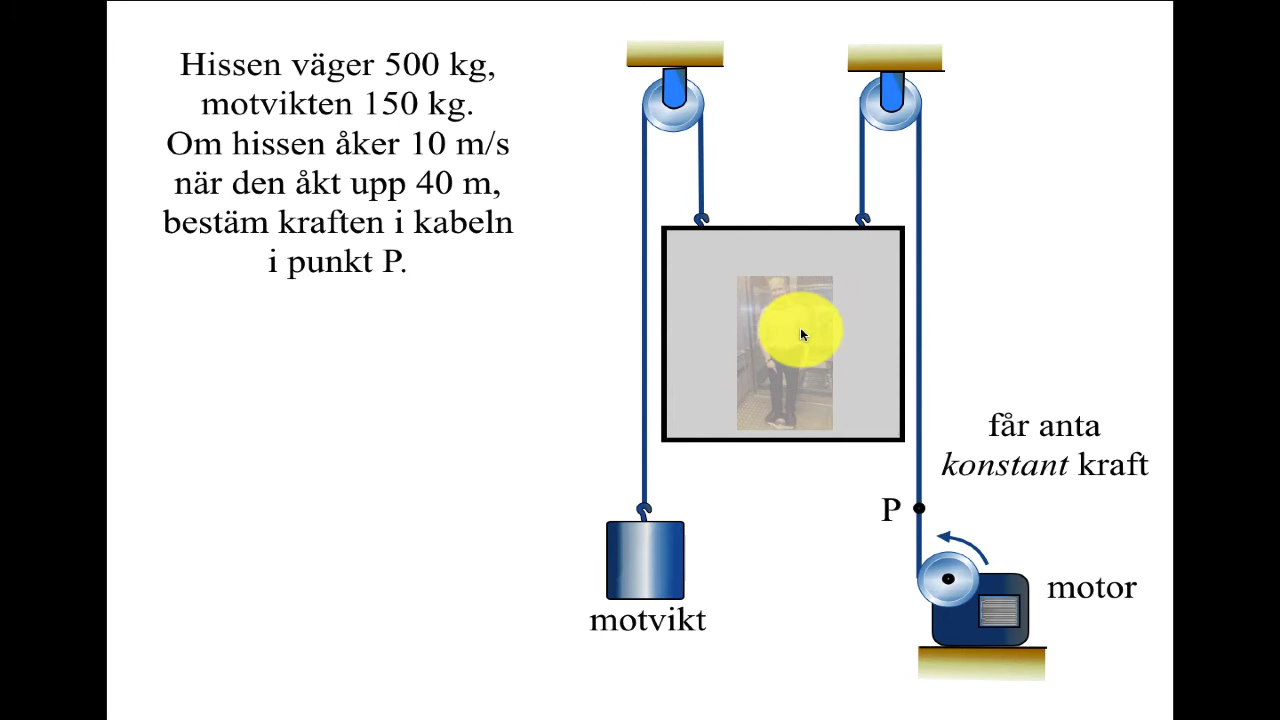 Hissen väger 500 kg,
motvikten 150 kg.
Om hissen åker 10 m/s
när den åkt upp 40 m,
bestäm kraften i kabeln
i punkt P.
får anta
konstant kraft
P
motor
motvikt